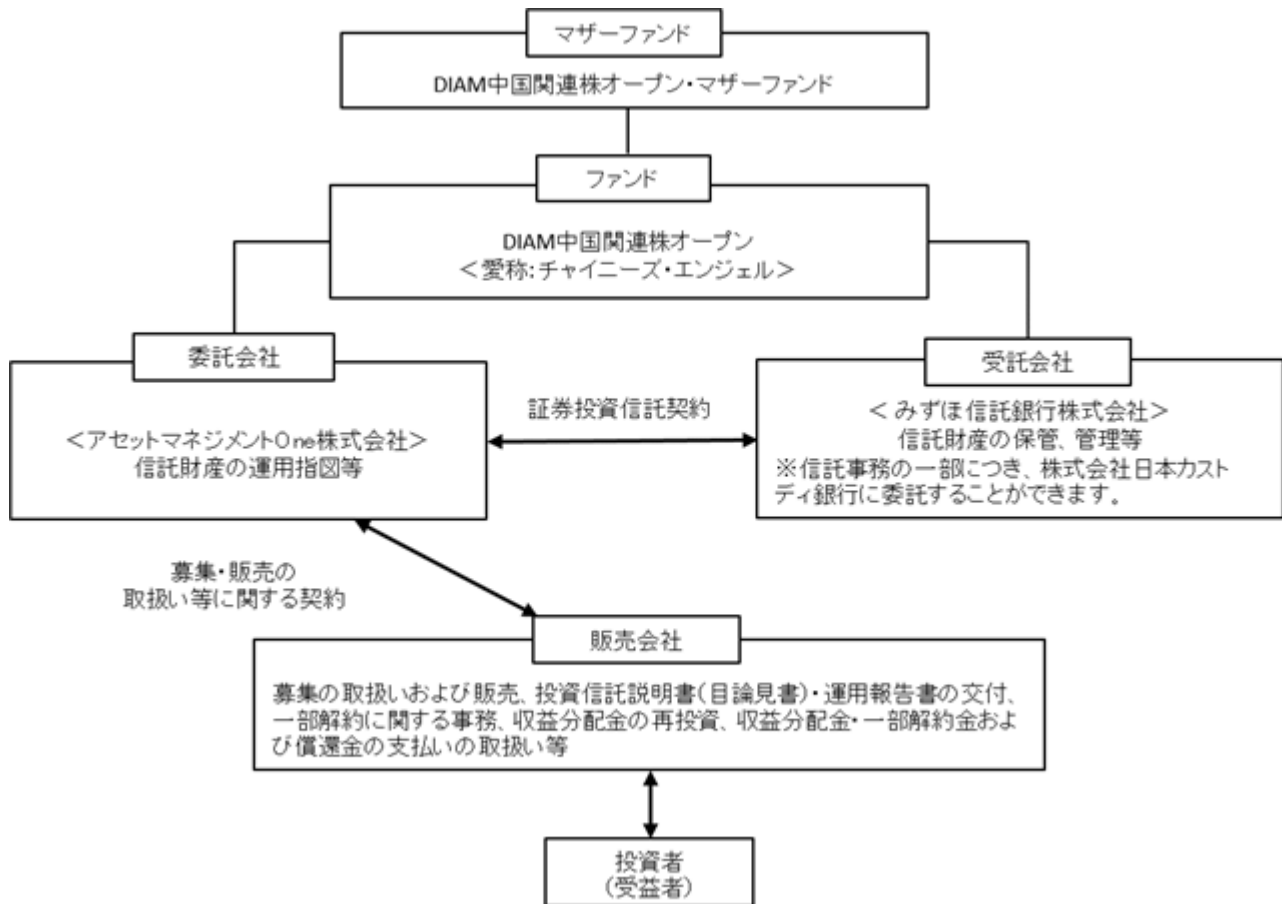 マザーファンド
DIAM中国関連株オープン・マザーファンド
ファンド
DIAM中国関連株オープン
＜愛称：チャイニーズ・エンジェル＞
委託会社
＜アセットマネジメントOne株式会社＞
信託財産の運用指図等
証券投資信託契約
受託会社
＜みずほ信託銀行株式会社＞
信託財産の保管、管理等
※信託事務の一部につき、株式会社日本カスト
ディ銀行に委託することができます。
募集・販売の
取扱い等に関する契約
販売会社
募集の取扱いおよび販売、投資信託説明書（目論見書）・運用報告書の交付、
一部解約に関する事務、収益分配金の再投資、収益分配金・一部解約金およ
び償還金の支払いの取扱い等
投資者
（受益者）